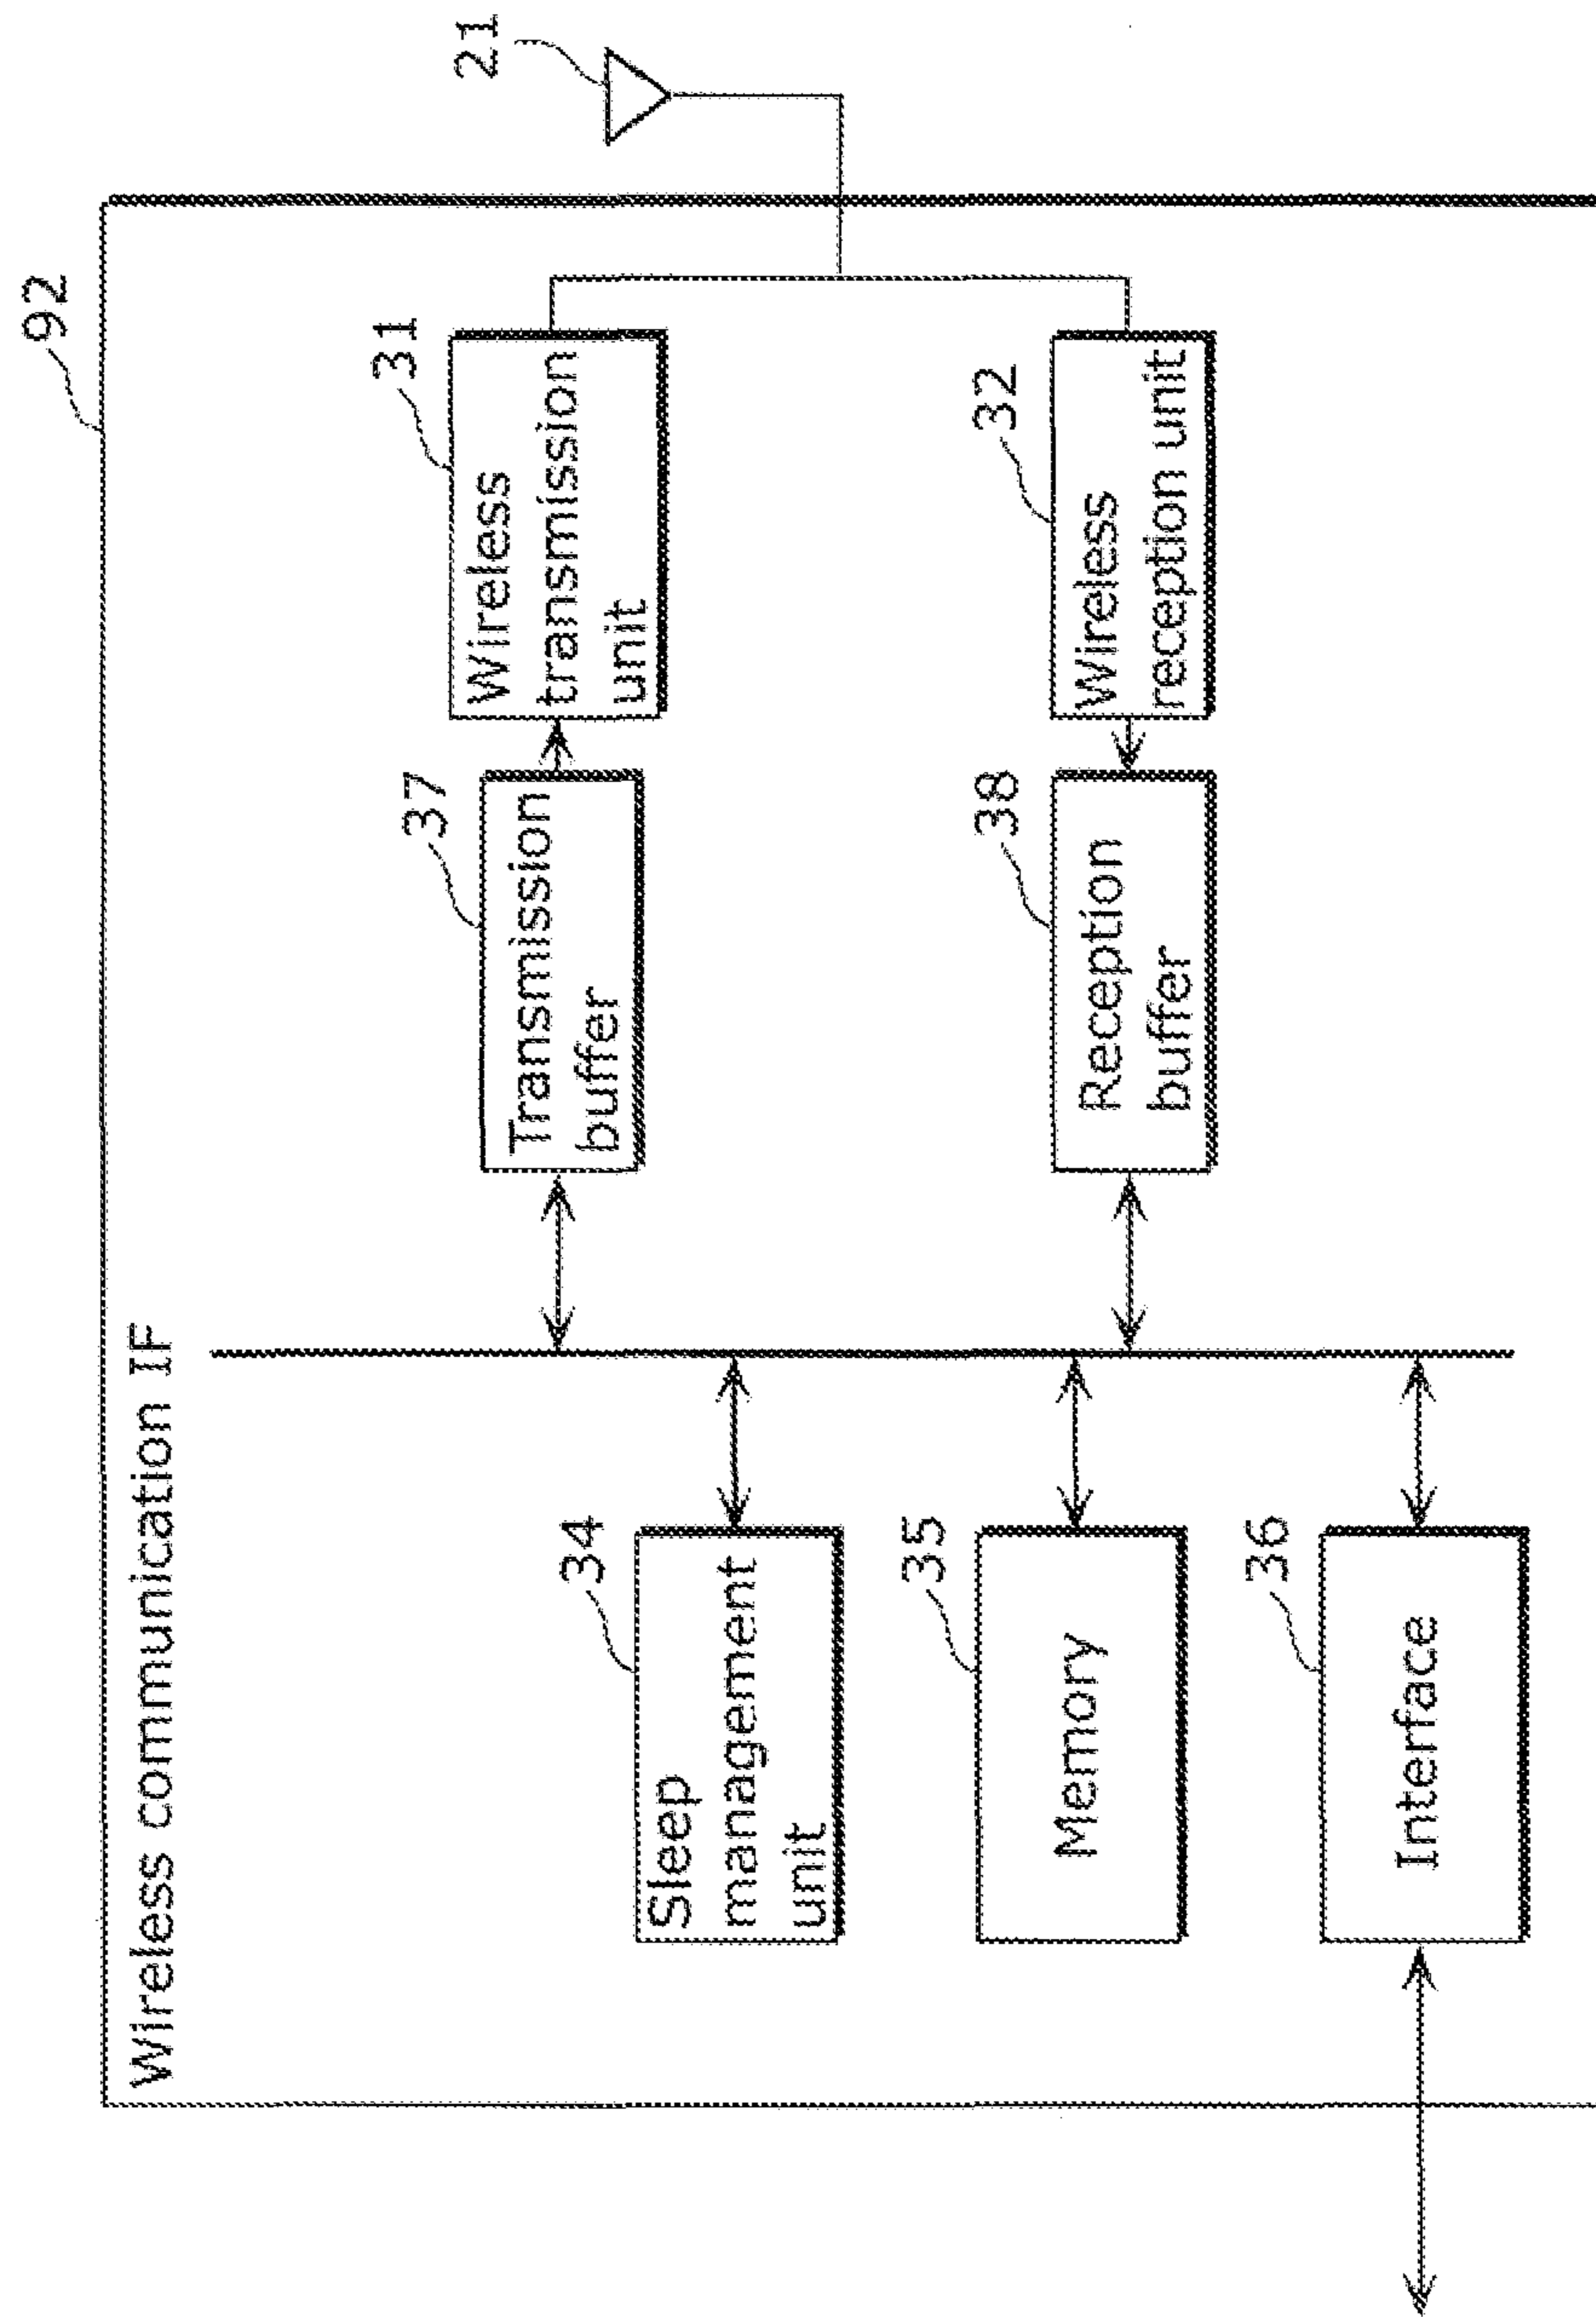 92
Wireless communication IF
21
31
Wireless
transmission
unit
37
Transmission
buffer
34
Sleep
management
unit
32
Wireless
reception unit
38
Reception
buffer
35
Memory
36
Interface